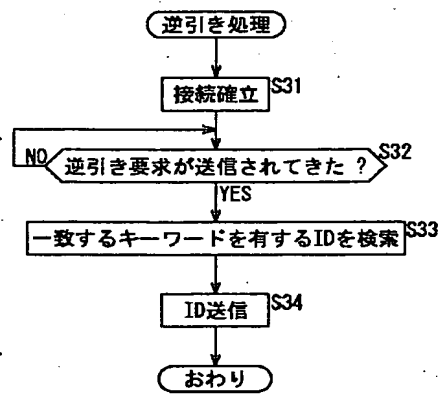 逆引き処理
接続確立
S31
NO
逆引き要求が送信されてきた ?
S32
YES
一致するキーワードを有するIDを検索
S33
ID送信
S34
おわり